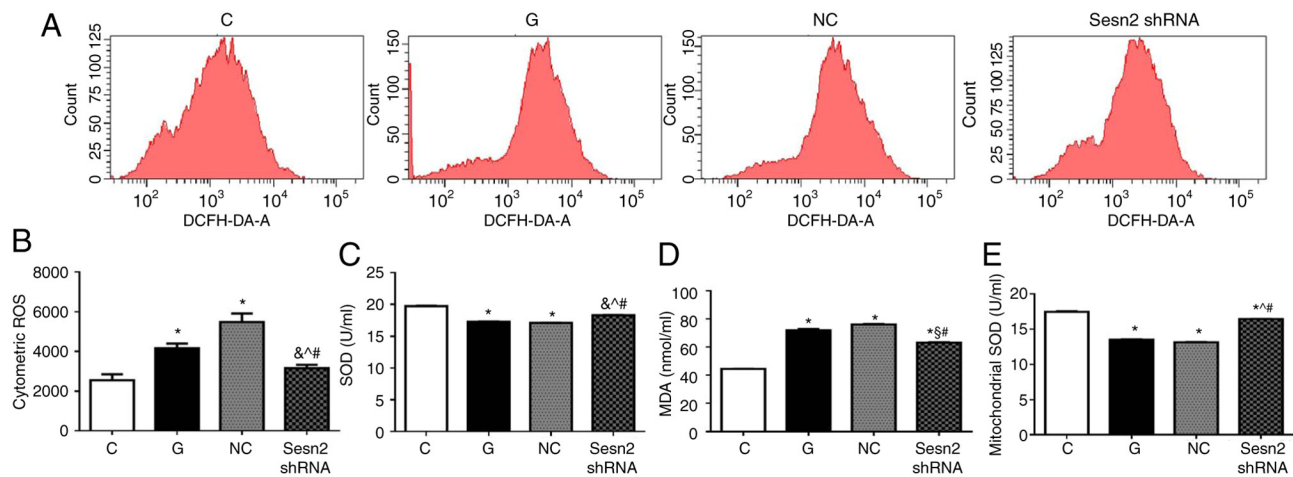 A
C
G
NC
Sesn2 shRNA
Count
125
100
75
50
25
0
10² 10³ 10⁴ 10⁵
DCFH-DA-A
Count
150
100
50
0
10² 10³ 10⁴ 10⁵
DCFH-DA-A
Count
150
100
50
0
10² 10³ 10⁴ 10⁵
DCFH-DA-A
Count
125
100
75
50
25
0
10² 10³ 10⁴ 10⁵
DCFH-DA-A
B
Cytometric ROS
8000
6000
4000
2000
0
*
*
&^#
C G NC Sesn2
shRNA
C
SOD (U/ml)
25
20
15
10
5
0
*
*
&^#
C G NC Sesn2
shRNA
D
MDA (nmol/ml)
100
80
60
40
20
0
*
*
*§#
C G NC Sesn2
shRNA
E
Mitochondrial SOD (U/ml)
20
15
10
5
0
*
*
*^#
C G NC Sesn2
shRNA